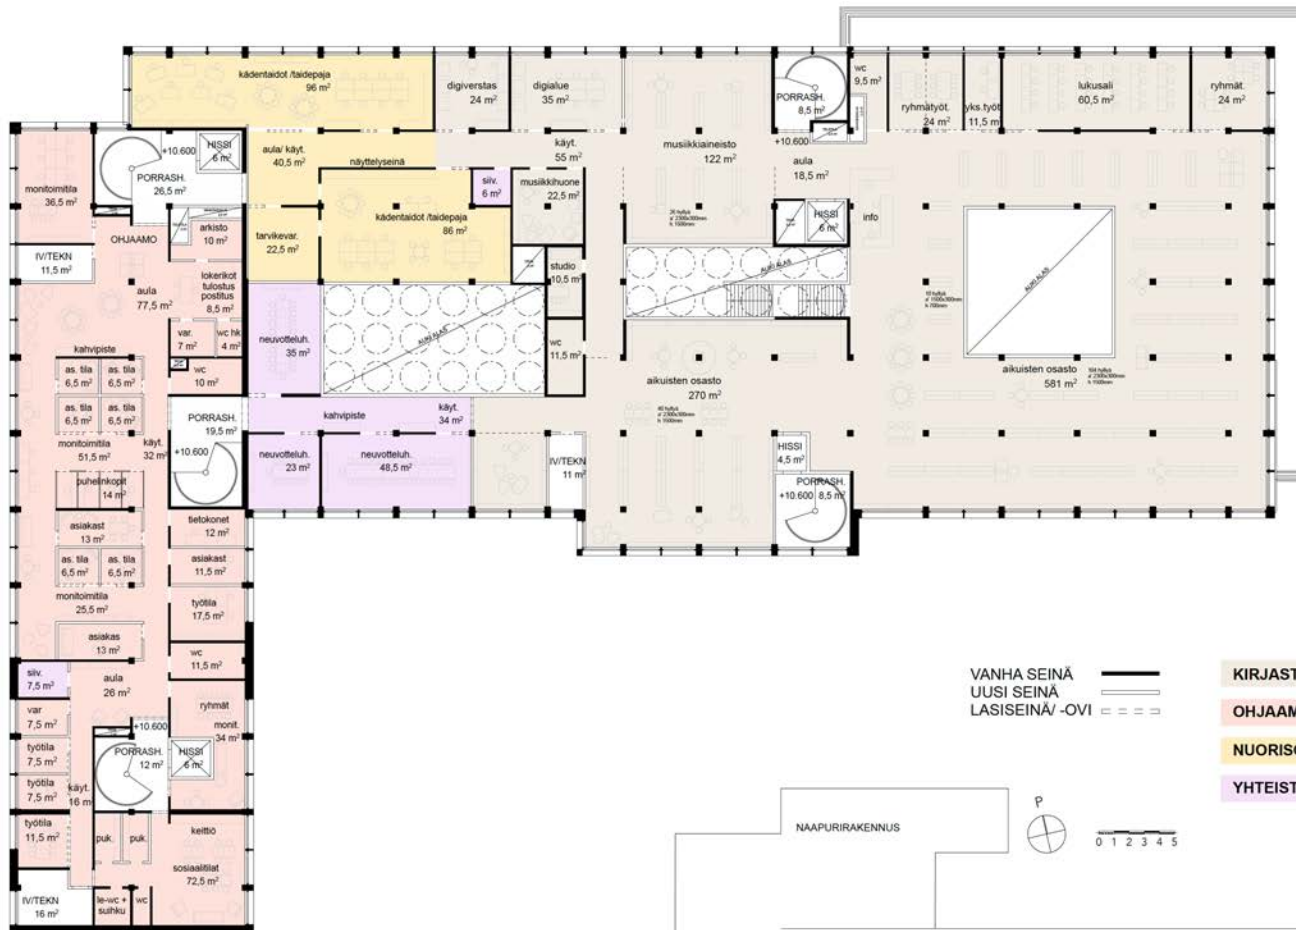 kädentaidot /taidepaja
96 m²
digiverstas
24 m²
digialue
35 m²
PORRASH.
8,5 m²
wc
9,5 m²
ryhmätyöt.
24 m²
yks.työt
11,5 m
lukusali
60,5 m²
ryhmät.
24 m²
monitoimitila
36,5 m²
+10.600
HISSI
6 m²
PORRASH.
26,5 m²
aula/ käyt.
40,5 m²
näyttelyseinä
käyt.
55 m²
musiikkiaineisto
122 m²
+10.600
aula
18,5 m²
siiv.
6 m²
musiikkihuone
22,5 m²
kädentaidot /taidepaja
86 m²
tarvikevar.
22,5 m²
info
HISSI
6 m²
OHJAAMO
arkisto
10 m²
IV/TEKN
11,5 m²
aula
77,5 m²
lokerikot
tulostus
postitus
8,5 m²
var.
7 m²
wc hk
4 m²
studio
10,5 m²
AUKI ALAS
AUKI ALAS
AUKI ALAS
neuvotteluh.
35 m²
wc
11,5 m²
kahvipiste
as. tila
6,5 m²
as. tila
6,5 m²
wc
10 m²
as. tila
6,5 m²
as. tila
6,5 m²
aikuisten osasto
270 m²
aikuisten osasto
581 m²
PORRASH.
19,5 m²
+10.600
kahvipiste
käyt.
34 m²
monitoimitila
51,5 m²
käyt.
32 m²
neuvotteluh.
23 m²
neuvotteluh.
48,5 m²
IV/TEKN
11 m²
HISSI
4,5 m²
PORRASH.
+10.600 8,5 m²
puhelinkopit
14 m²
asiakast
13 m²
tietokonet
12 m²
as. tila
6,5 m²
as. tila
6,5 m²
asiakast
11,5 m²
monitoimitila
25,5 m²
työtila
17,5 m²
asiakas
13 m²
wc
11,5 m²
siiv.
7,5 m²
aula
26 m²
var
7,5 m²
ryhmät
monit.
34 m²
+10.600
PORRASH.
12 m²
HISSI
6 m²
työtila
7,5 m²
työtila
7,5 m²
käyt.
16 m
työtila
11,5 m²
puk.
puk.
keittiö
sosiaalitilat
72,5 m²
IV/TEKN
16 m²
le-wc +
suihku
wc
VANHA SEINÄ
UUSI SEINÄ
LASISEINÄ/ -OVI
KIRJAST
OHJAAM
NUORISO
YHTEIST
NAAPURIRAKENNUS
P
0 1 2 3 4 5